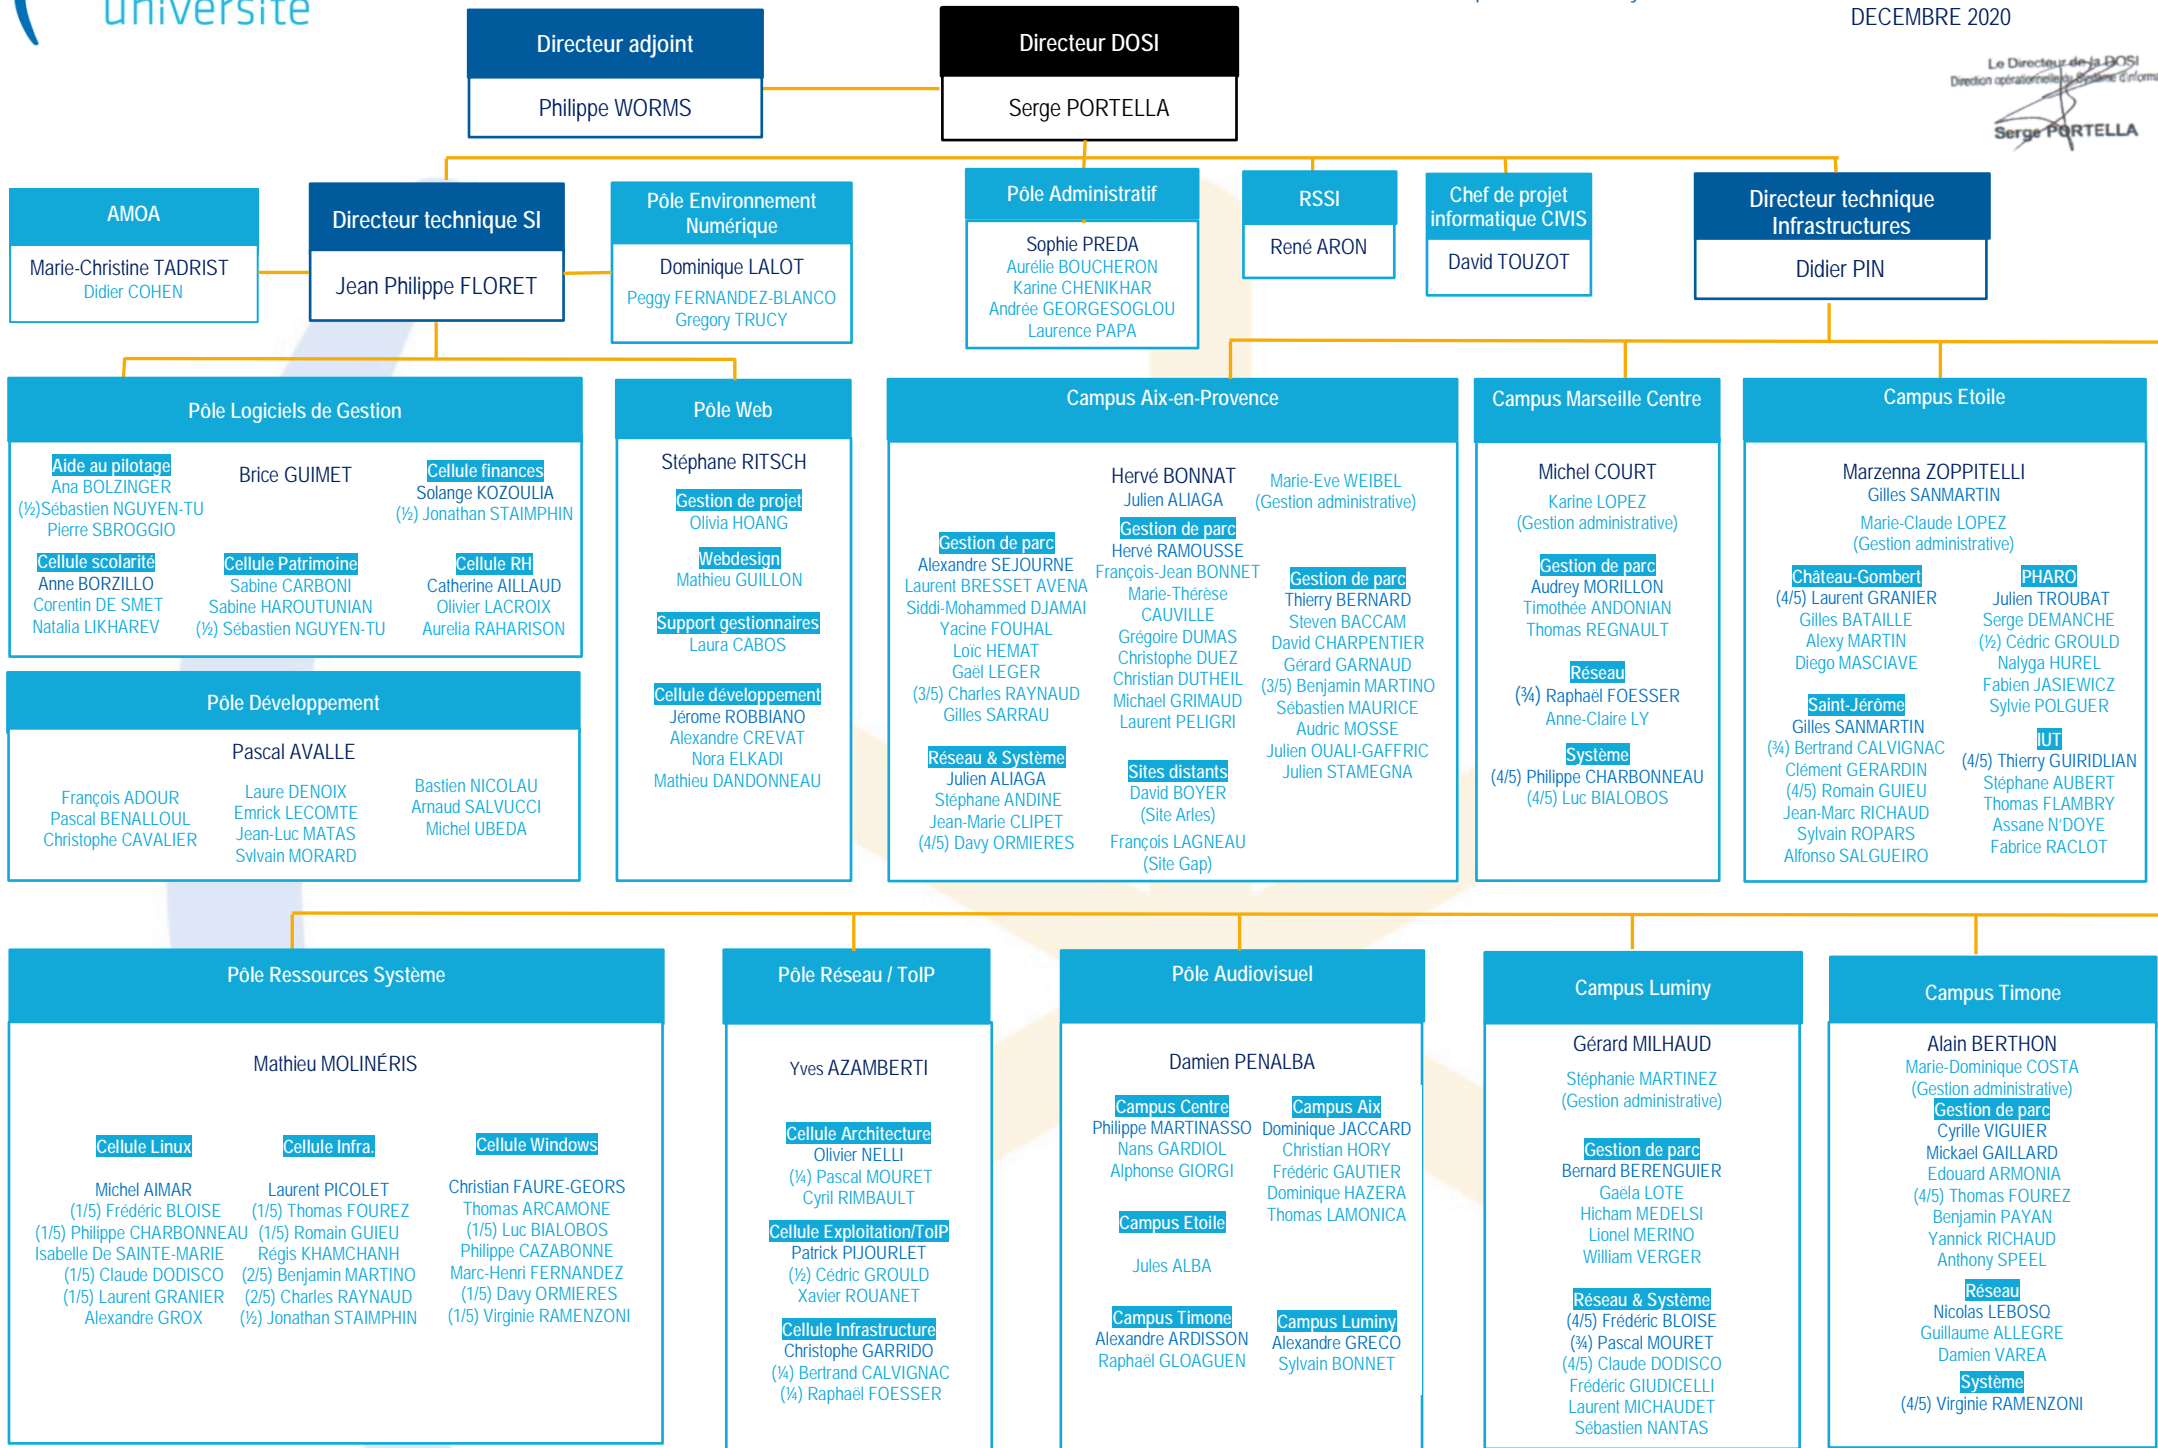 université
DECEMBRE 2020
Le Directeur de la DOSI
Serge PORTELLA
Directeur adjoint
Philippe WORMS
Directeur DOSI
Serge PORTELLA
AMOA
Marie-Christine TADRIST
Didier COHEN
Directeur technique SI
Jean Philippe FLORET
Pôle Environnement
Numérique
Dominique LALOT
Peggy FERNANDEZ-BLANCO
Gregory TRUCY
Pôle Administratif
Sophie PREDA
Aurélie BOUCHERON
Karine CHENIKHAR
Andrée GEORGESOGLOU
Laurence PAPA
RSSI
René ARON
Chef de projet
informatique CIVIS
David TOUZOT
Directeur technique
Infrastructures
Didier PIN
Pôle Logiciels de Gestion
Brice GUIMET
Aide au pilotage
Ana BOLZINGER
(½)Sébastien NGUYEN-TU
Pierre SBROGGIO
Cellule finances
Solange KOZOULIA
(½) Jonathan STAIMPHIN
Cellule scolarité
Anne BORZILLO
Corentin DE SMET
Natalia LIKHAREV
Cellule Patrimoine
Sabine CARBONI
Sabine HAROUTUNIAN
(½) Sébastien NGUYEN-TU
Cellule RH
Catherine AILLAUD
Olivier LACROIX
Aurelia RAHARISON
Pôle Développement
Pascal AVALLE
François ADOUR
Pascal BENALLOUL
Christophe CAVALIER
Laure DENOIX
Emrick LECOMTE
Jean-Luc MATAS
Sylvain MORARD
Bastien NICOLAU
Arnaud SALVUCCI
Michel UBEDA
Pôle Web
Stéphane RITSCH
Gestion de projet
Olivia HOANG
Webdesign
Mathieu GUILLON
Support gestionnaires
Laura CABOS
Cellule développement
Jérome ROBBIANO
Alexandre CREVAT
Nora ELKADI
Mathieu DANDONNEAU
Campus Aix-en-Provence
Hervé BONNAT
Julien ALIAGA
Marie-Eve WEIBEL
(Gestion administrative)
Gestion de parc
Alexandre SEJOURNE
Laurent BRESSET AVENA
Siddi-Mohammed DJAMAI
Yacine FOUHAL
Loïc HEMAT
Gaël LEGER
(3/5) Charles RAYNAUD
Gilles SARRAU
Réseau & Système
Julien ALIAGA
Stéphane ANDINE
Jean-Marie CLIPET
(4/5) Davy ORMIERES
Gestion de parc
Hervé RAMOUSSE
François-Jean BONNET
Marie-Thérèse
CAUVILLE
Grégoire DUMAS
Christophe DUEZ
Christian DUTHEIL
Michael GRIMAUD
Laurent PELIGRI
Sites distants
David BOYER
(Site Arles)
François LAGNEAU
(Site Gap)
Gestion de parc
Thierry BERNARD
Steven BACCAM
David CHARPENTIER
Gérard GARNAUD
(3/5) Benjamin MARTINO
Sébastien MAURICE
Audric MOSSE
Julien OUALI-GAFFRIC
Julien STAMEGNA
Campus Marseille Centre
Michel COURT
Karine LOPEZ
(Gestion administrative)
Gestion de parc
Audrey MORILLON
Timothée ANDONIAN
Thomas REGNAULT
Réseau
(¾) Raphaël FOESSER
Anne-Claire LY
Système
(4/5) Philippe CHARBONNEAU
(4/5) Luc BIALOBOS
Campus Etoile
Marzenna ZOPPITELLI
Gilles SANMARTIN
Marie-Claude LOPEZ
(Gestion administrative)
Château-Gombert
(4/5) Laurent GRANIER
Gilles BATAILLE
Alexy MARTIN
Diego MASCIAVE
Saint-Jérôme
Gilles SANMARTIN
(¾) Bertrand CALVIGNAC
Clément GERARDIN
(4/5) Romain GUIEU
Jean-Marc RICHAUD
Sylvain ROPARS
Alfonso SALGUEIRO
PHARO
Julien TROUBAT
Serge DEMANCHE
(½) Cédric GROULD
Nalyga HUREL
Fabien JASIEWICZ
Sylvie POLGUER
IUT
(4/5) Thierry GUIRIDLIAN
Stéphane AUBERT
Thomas FLAMBRY
Assane N'DOYE
Fabrice RACLOT
Pôle Ressources Système
Mathieu MOLINÉRIS
Cellule Linux
Michel AIMAR
(1/5) Frédéric BLOISE
(1/5) Philippe CHARBONNEAU
Isabelle De SAINTE-MARIE
(1/5) Claude DODISCO
(1/5) Laurent GRANIER
Alexandre GROX
Cellule Infra.
Laurent PICOLET
(1/5) Thomas FOUREZ
(1/5) Romain GUIEU
Régis KHAMCHANH
(2/5) Benjamin MARTINO
(2/5) Charles RAYNAUD
(½) Jonathan STAIMPHIN
Cellule Windows
Christian FAURE-GEORS
Thomas ARCAMONE
(1/5) Luc BIALOBOS
Philippe CAZABONNE
Marc-Henri FERNANDEZ
(1/5) Davy ORMIERES
(1/5) Virginie RAMENZONI
Pôle Réseau / ToIP
Yves AZAMBERTI
Cellule Architecture
Olivier NELLI
(¼) Pascal MOURET
Cyril RIMBAULT
Cellule Exploitation/ToIP
Patrick PIJOURLET
(½) Cédric GROULD
Xavier ROUANET
Cellule Infrastructure
Christophe GARRIDO
(¼) Bertrand CALVIGNAC
(¼) Raphaël FOESSER
Pôle Audiovisuel
Damien PENALBA
Campus Centre
Philippe MARTINASSO
Nans GARDIOL
Alphonse GIORGI
Campus Aix
Dominique JACCARD
Christian HORY
Frédéric GAUTIER
Dominique HAZERA
Thomas LAMONICA
Campus Etoile
Jules ALBA
Campus Timone
Alexandre ARDISSON
Raphaël GLOAGUEN
Campus Luminy
Alexandre GRECO
Sylvain BONNET
Campus Luminy
Gérard MILHAUD
Stéphanie MARTINEZ
(Gestion administrative)
Gestion de parc
Bernard BERENGUIER
Gaëla LOTE
Hicham MEDELSI
Lionel MERINO
William VERGER
Réseau & Système
(4/5) Frédéric BLOISE
(¾) Pascal MOURET
(4/5) Claude DODISCO
Frédéric GIUDICELLI
Laurent MICHAUDET
Sébastien NANTAS
Campus Timone
Alain BERTHON
Marie-Dominique COSTA
(Gestion administrative)
Gestion de parc
Cyrille VIGUIER
Mickael GAILLARD
Edouard ARMONIA
(4/5) Thomas FOUREZ
Benjamin PAYAN
Yannick RICHAUD
Anthony SPEEL
Réseau
Nicolas LEBOSQ
Guillaume ALLEGRE
Damien VAREA
Système
(4/5) Virginie RAMENZONI